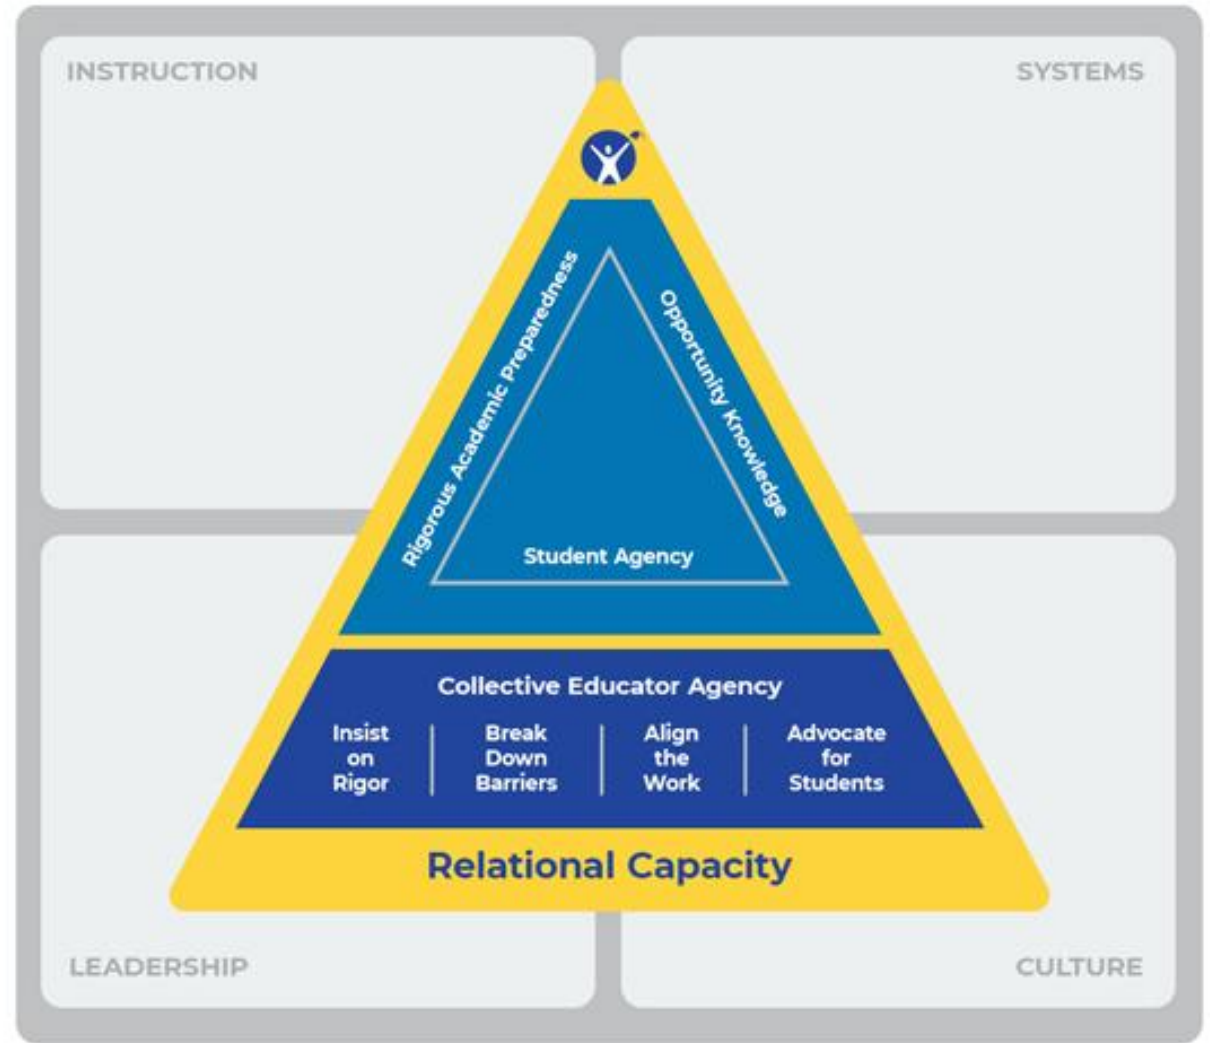 INSTRUCTION
SYSTEMS
Rigorous Academic Preparedness
Opportunity Knowledge
Student Agency
Collective Educator Agency
Insist
on
Rigor
Break
Down
Barriers
Align
the
Work
Advocate
for
Students
Relational Capacity
LEADERSHIP
CULTURE